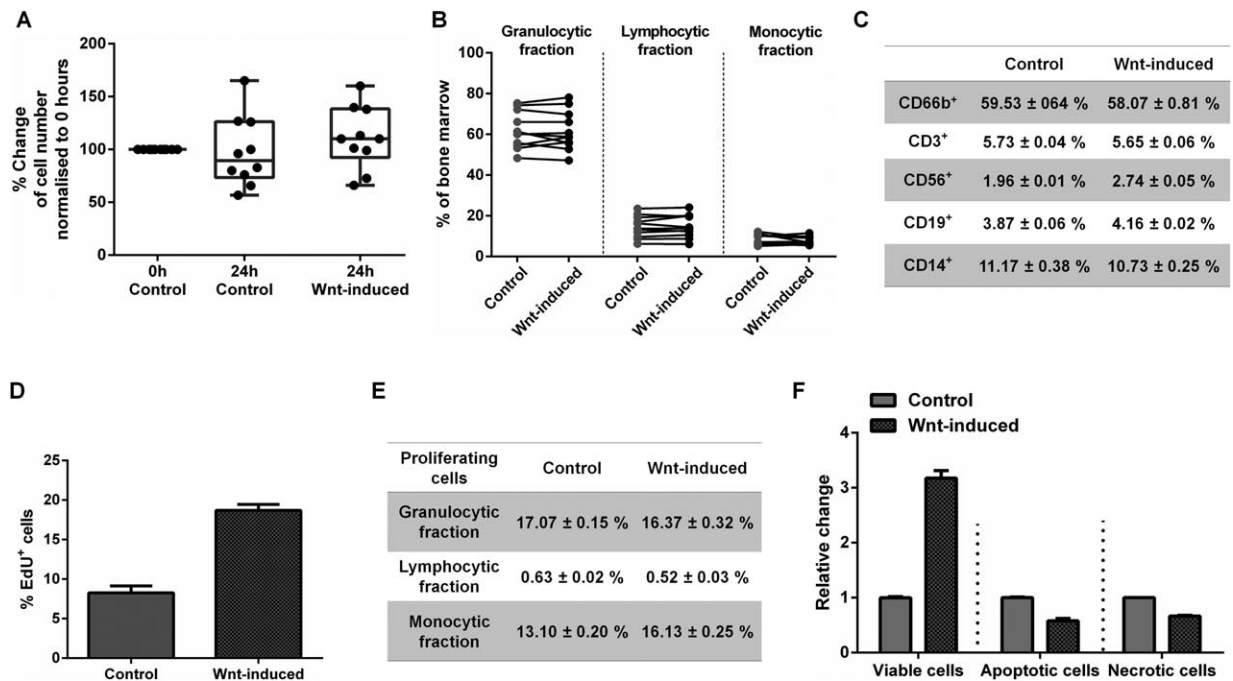 A
% Change
of cell number
normalised to 0 hours
200
150
100
50
0
0h
Control
24h
Control
24h
Wnt-induced
B
Granulocytic
fraction
Lymphocytic
fraction
Monocytic
fraction
% of bone marrow
100
80
60
40
20
0
Control
Wnt-induced
Control
Wnt-induced
Control
Wnt-induced
C
Control Wnt-induced
CD66b+ 59.53 ± 064 % 58.07 ± 0.81 %
CD3+ 5.73 ± 0.04 % 5.65 ± 0.06 %
CD56+ 1.96 ± 0.01 % 2.74 ± 0.05 %
CD19+ 3.87 ± 0.06 % 4.16 ± 0.02 %
CD14+ 11.17 ± 0.38 % 10.73 ± 0.25 %
D
% EdU+ cells
25
20
15
10
5
0
Control
Wnt-induced
E
Proliferating
cells
Control Wnt-induced
Granulocytic
fraction
17.07 ± 0.15 % 16.37 ± 0.32 %
Lymphocytic
fraction
0.63 ± 0.02 % 0.52 ± 0.03 %
Monocytic
fraction
13.10 ± 0.20 % 16.13 ± 0.25 %
F
Control
Wnt-induced
Relative change
4
3
2
1
0
Viable cells
Apoptotic cells
Necrotic cells